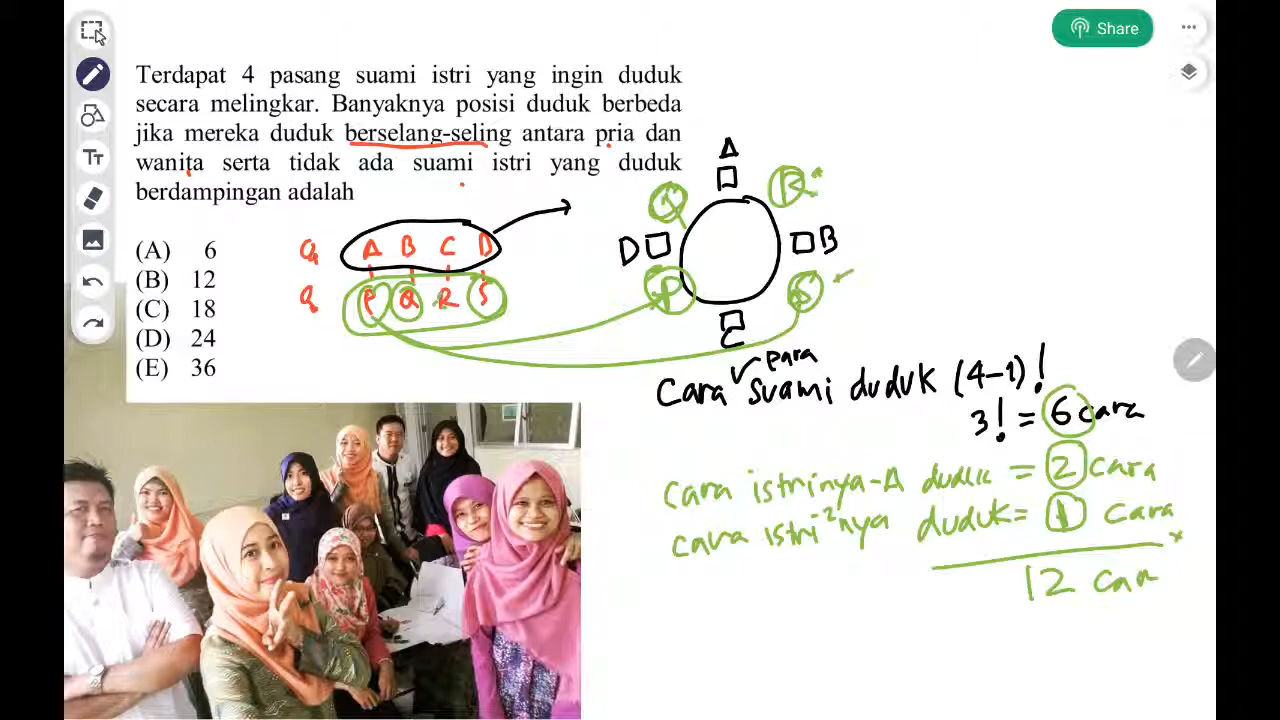 Share
Tt
Terdapat 4 pasang suami istri yang ingin duduk
secara melingkar. Banyaknya posisi duduk berbeda
jika mereka duduk berselang-seling antara pria dan
wanita serta tidak ada suami istri yang duduk
berdampingan adalah
(A) 6
(B) 12
(C) 18
(D) 24
(E) 36
A B C D
P Q R S
A
R
D B
P S
C
Cara para suami duduk (4-1)!
3! = 6 cara
cara istrinya-A duduk = 2 cara
cara istri-2nya duduk = 1 cara
x
12 car